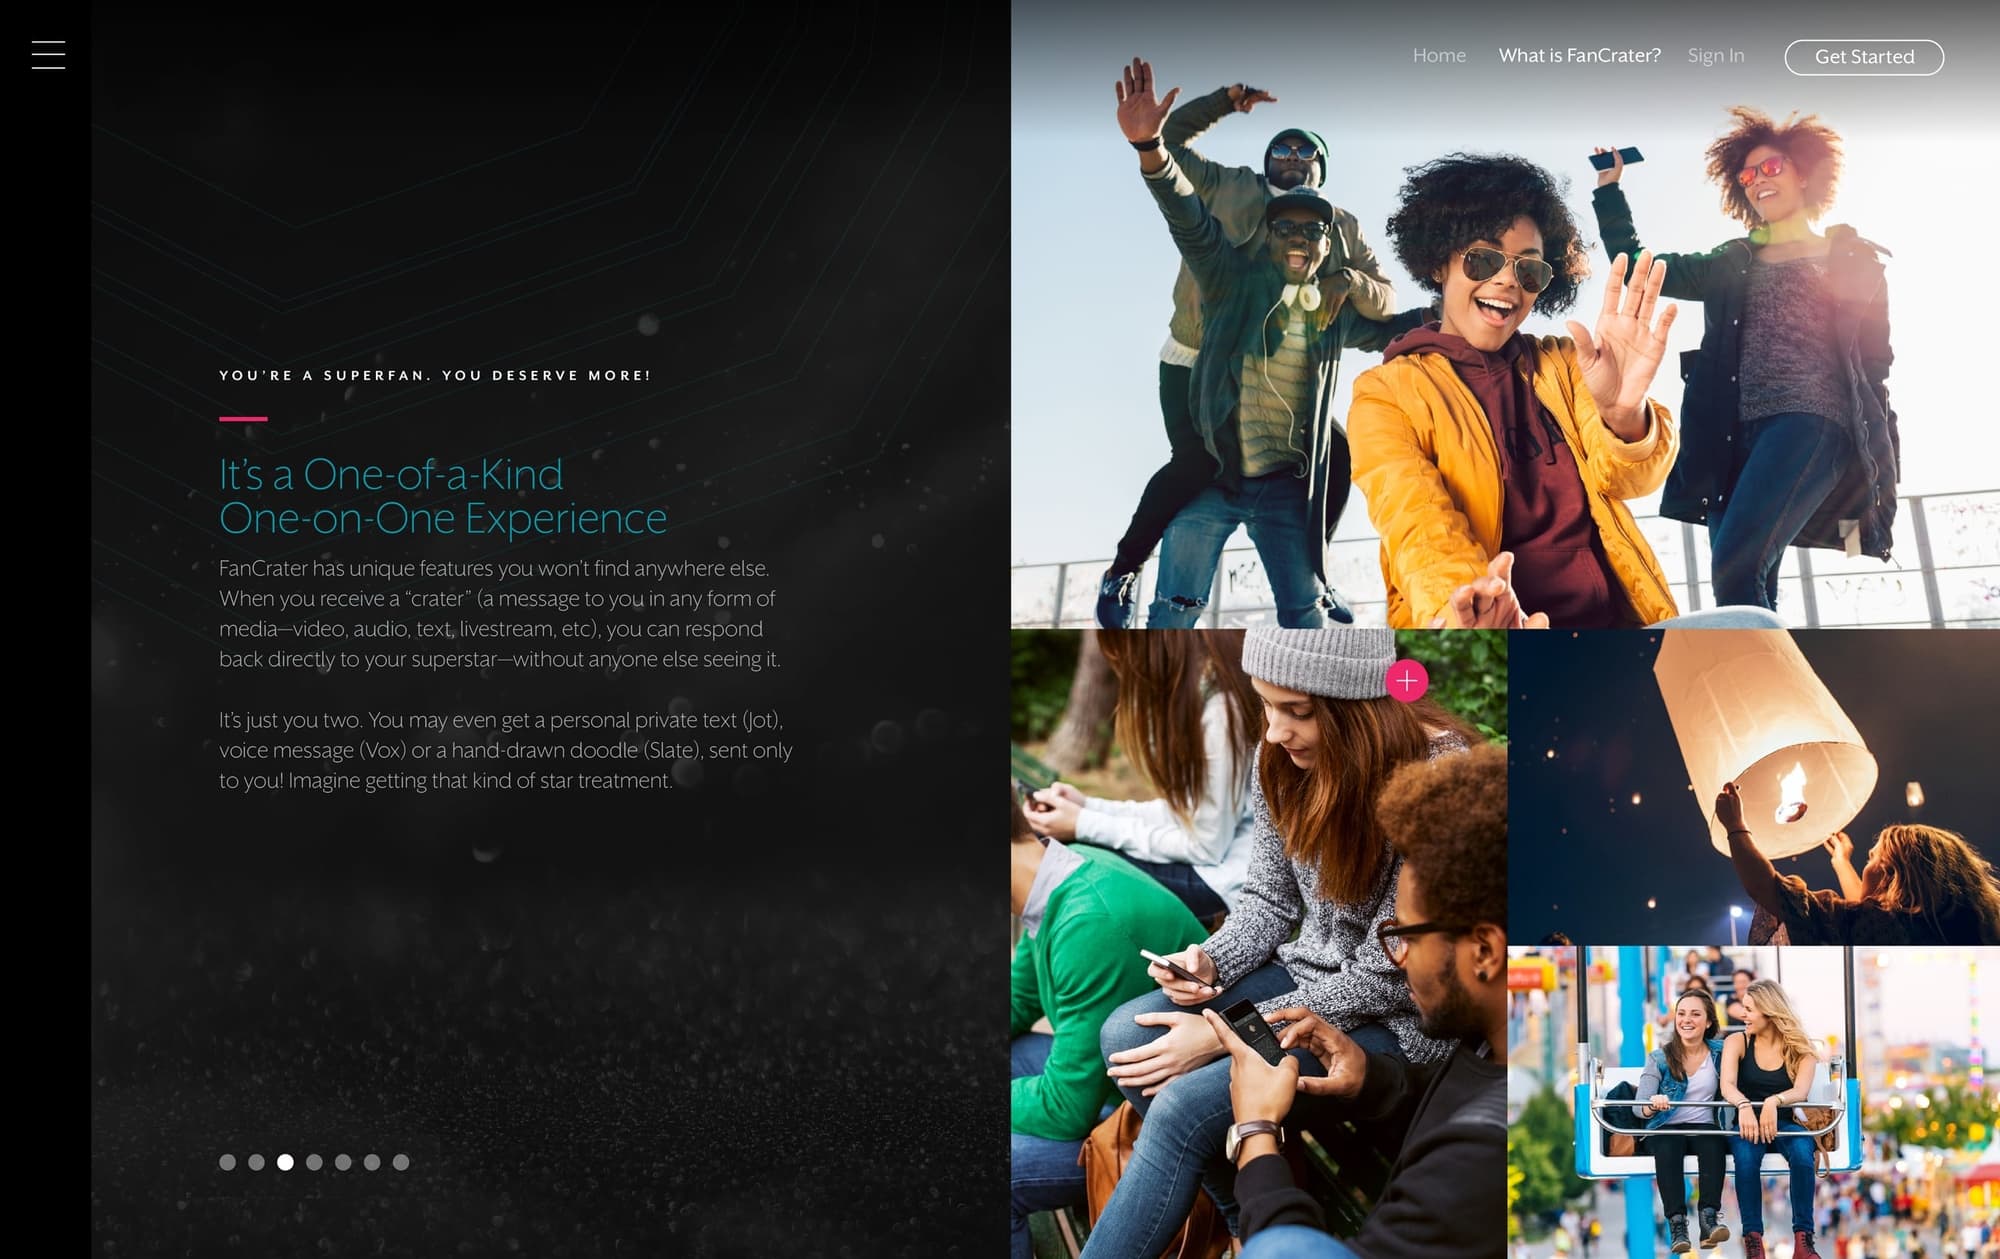 Home What is FanCrater? Sign In Get Started
YOU'RE A SUPERFAN. YOU DESERVE MORE!
It's a One-of-a-Kind
One-on-One Experience
FanCrater has unique features you won't find anywhere else.
When you receive a “crater” (a message to you in any form of
media—video, audio, text, livestream, etc), you can respond
back directly to your superstar—without anyone else seeing it.
It's just you two. You may even get a personal private text (Jot),
voice message (Vox) or a hand-drawn doodle (Slate), sent only
to you! Imagine getting that kind of star treatment.